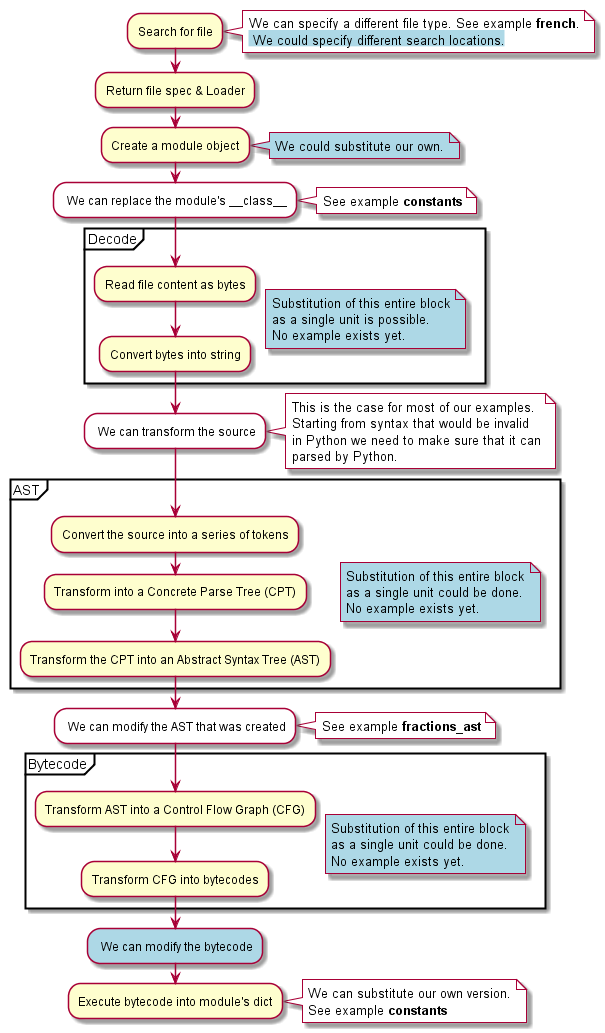 Search for file
We can specify a different file type. See example french.
We could specify different search locations.
Return file spec & Loader
Create a module object
We could substitute our own.
We can replace the module's __class__
See example constants
Decode
Read file content as bytes
Substitution of this entire block
as a single unit is possible.
No example exists yet.
Convert bytes into string
We can transform the source
This is the case for most of our examples.
Starting from syntax that would be invalid
in Python we need to make sure that it can
parsed by Python.
AST
Convert the source into a series of tokens
Transform into a Concrete Parse Tree (CPT)
Substitution of this entire block
as a single unit could be done.
No example exists yet.
Transform the CPT into an Abstract Syntax Tree (AST)
We can modify the AST that was created
See example fractions_ast
Bytecode
Transform AST into a Control Flow Graph (CFG)
Substitution of this entire block
as a single unit could be done.
No example exists yet.
Transform CFG into bytecodes
We can modify the bytecode
Execute bytecode into module's dict
We can substitute our own version.
See example constants